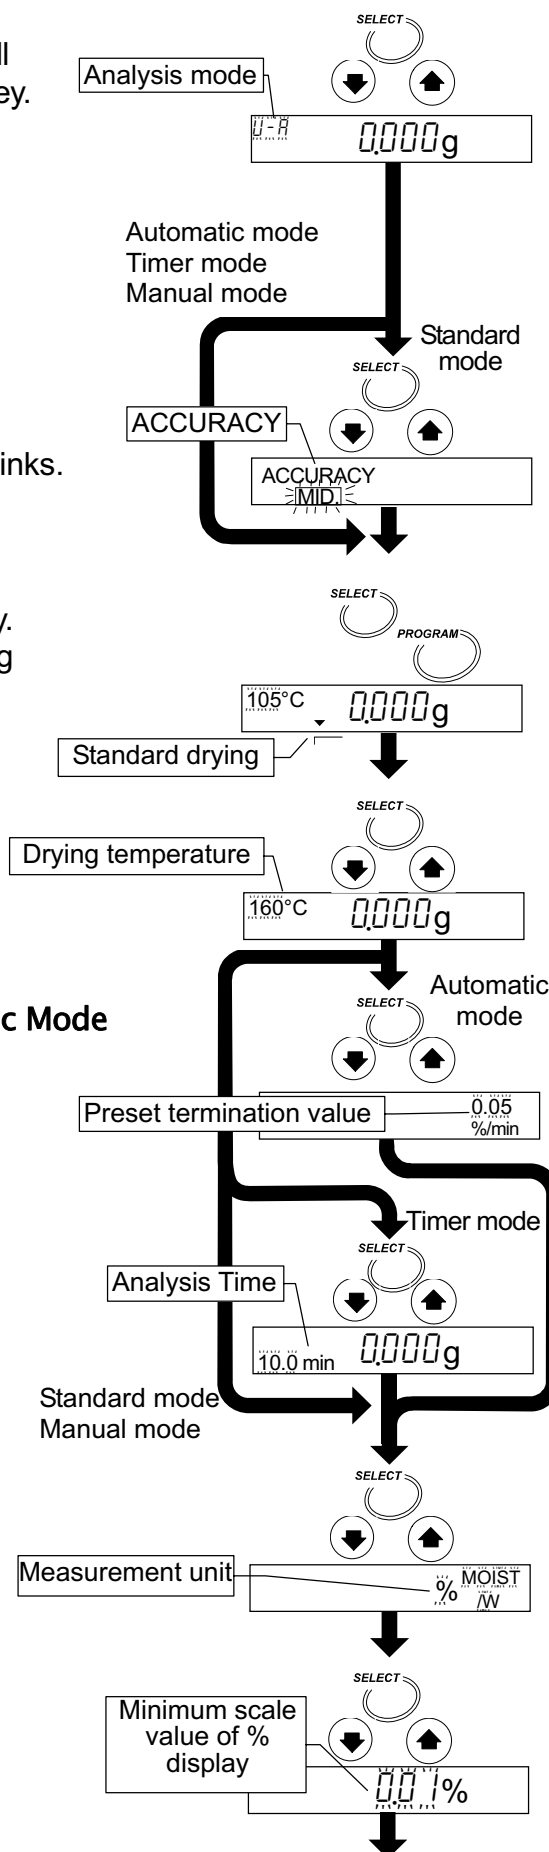 SELECT
ll
Analysis mode
ey.
U-A 0.000g
Automatic mode
Timer mode
Manual mode
Standard
mode
SELECT
ACCURACY
inks.
ACCURACY
MID.
SELECT
y.
PROGRAM
g
105°C 0.000g
Standard drying
SELECT
Drying temperature
160°C 0.000g
Automatic
mode
SELECT
c Mode
Preset termination value
0.05
%/min
Timer mode
SELECT
Analysis Time
10.0 min 0.000g
Standard mode
Manual mode
SELECT
Measurement unit
% MOIST
/W
SELECT
Minimum scale
value of %
display
0.01%